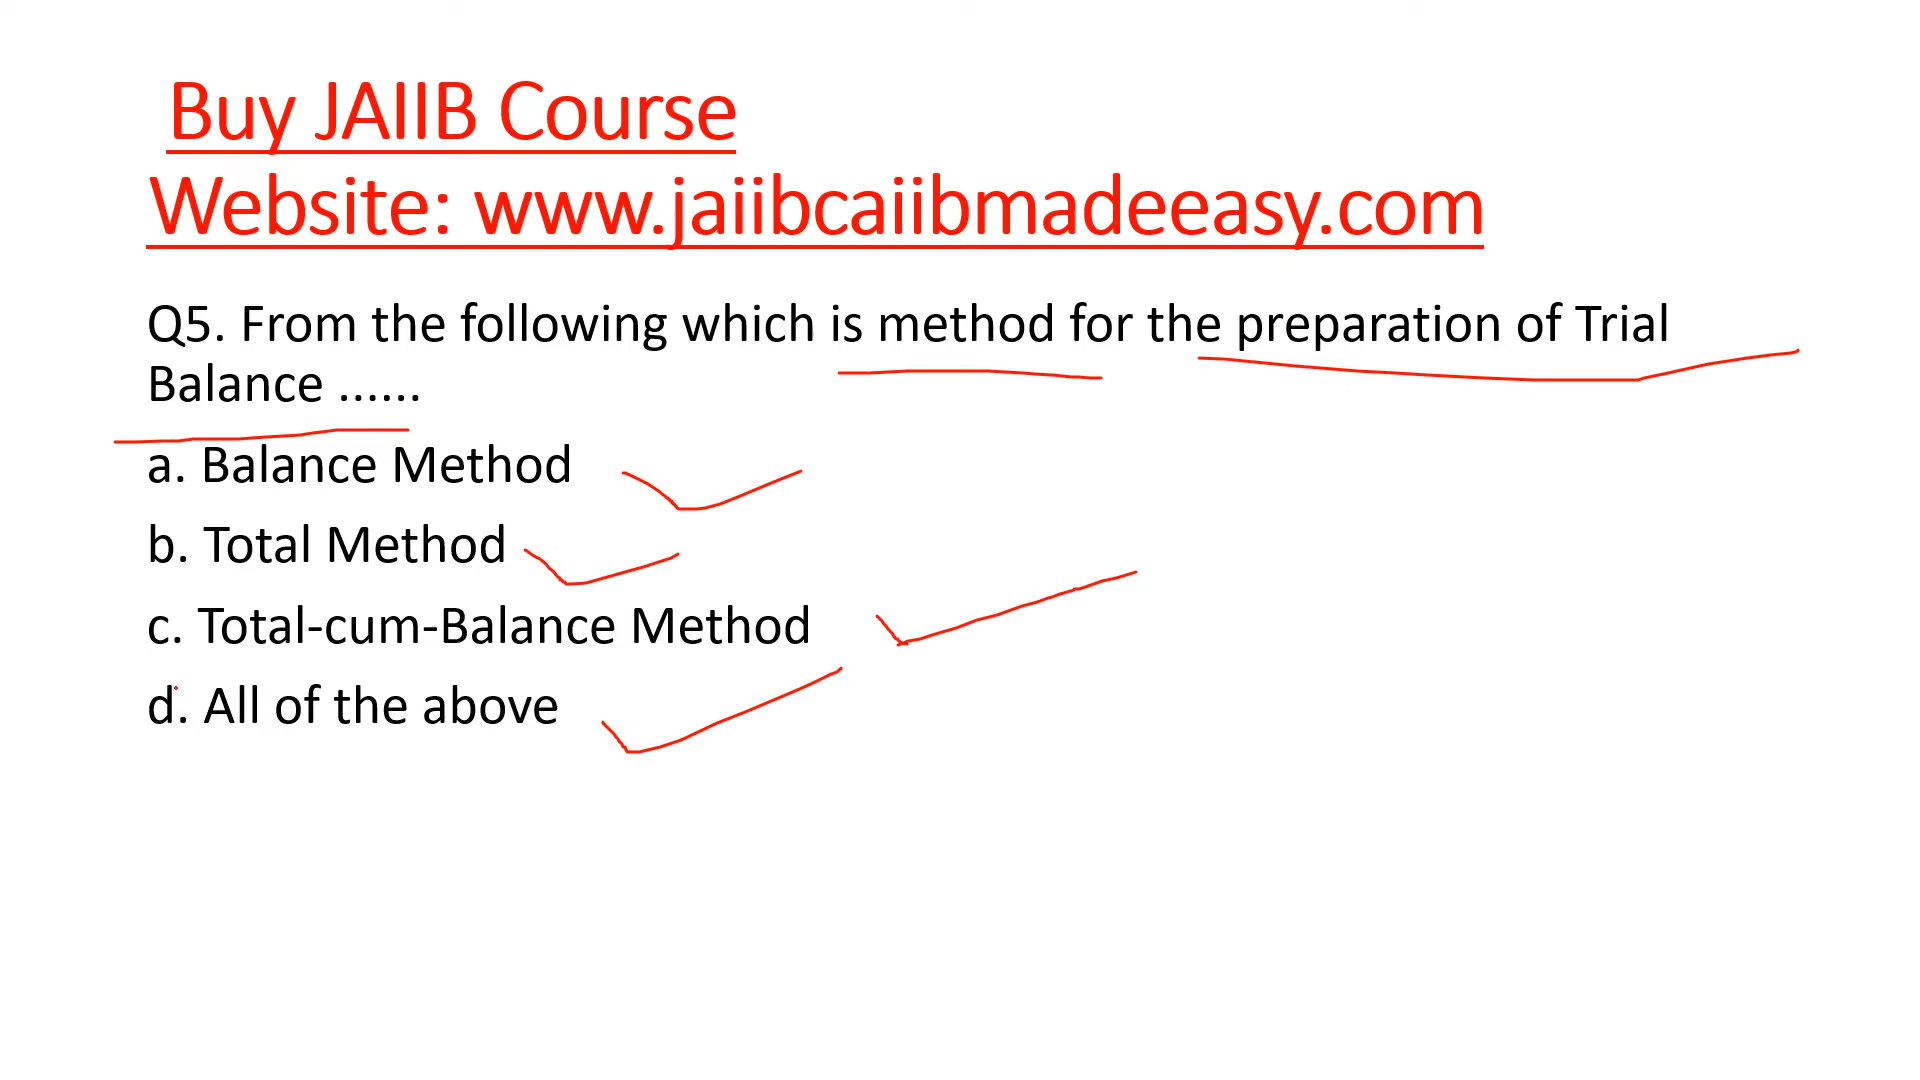 Buy JAIIB Course
Website: www.jaiibcaiibmadeeasy.com
Q5. From the following which is method for the preparation of Trial
Balance ......
a. Balance Method
b. Total Method
c. Total-cum-Balance Method
d. All of the above